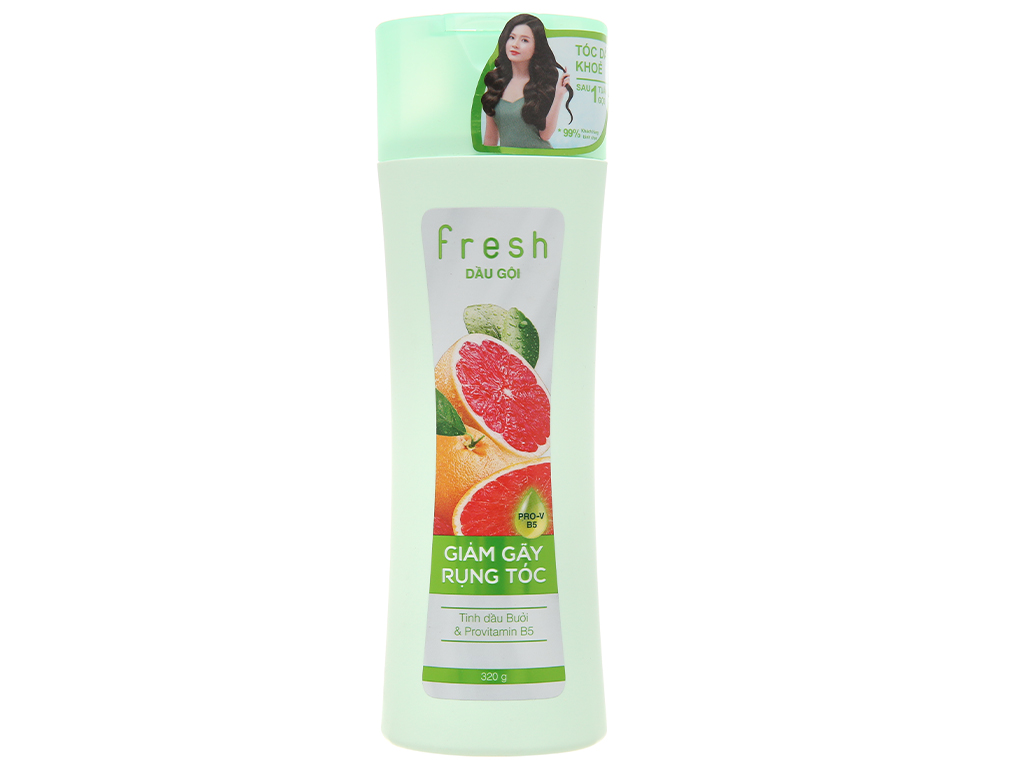 TÓC D
KHOẺ
SAU 1
* 99%
fresh
DẦU GỘI
PRO-V
B5
GIẢM GÃY
RỤNG TÓC
Tinh dầu Bưởi
& Provitamin B5
320 g